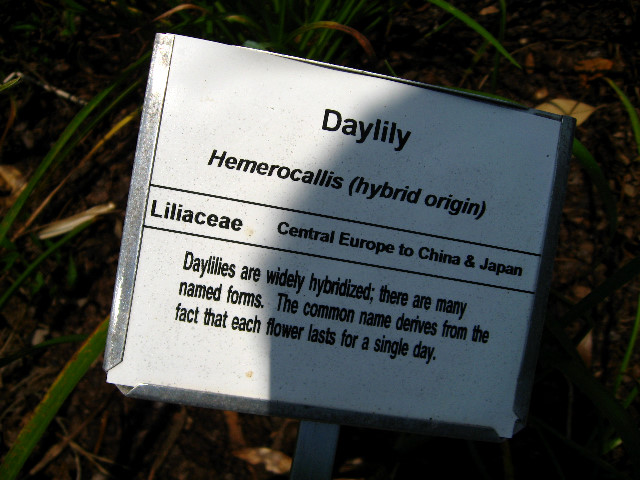 Daylily
Hemerocallis (hybrid origin)
Liliaceae Central Europe to China & Japan
Daylilies are widely hybridized; there are many
named forms. The common name derives from the
fact that each flower lasts for a single day.